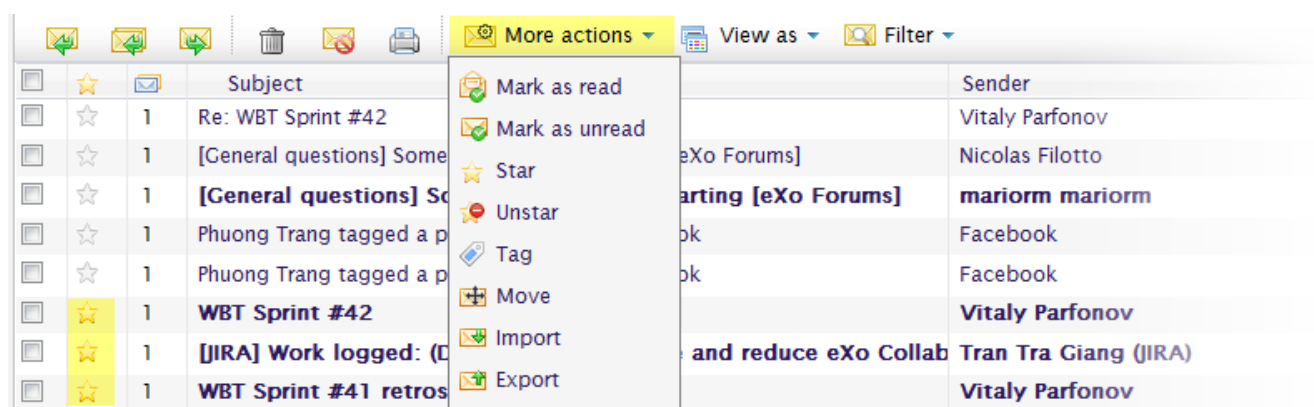 More actions View as Filter
Subject Sender
Mark as read
Mark as unread
Star
Unstar
Tag
Move
Import
Export
1 Re: WBT Sprint #42 Vitaly Parfonov
1 [General questions] Some eXo Forums] Nicolas Filotto
1 [General questions] So arting [eXo Forums] mariorm mariorm
1 Phuong Trang tagged a p ok Facebook
1 Phuong Trang tagged a p ok Facebook
1 WBT Sprint #42 Vitaly Parfonov
1 [JIRA] Work logged: (D and reduce eXo Collab Tran Tra Giang (JIRA)
1 WBT Sprint #41 retros Vitaly Parfonov